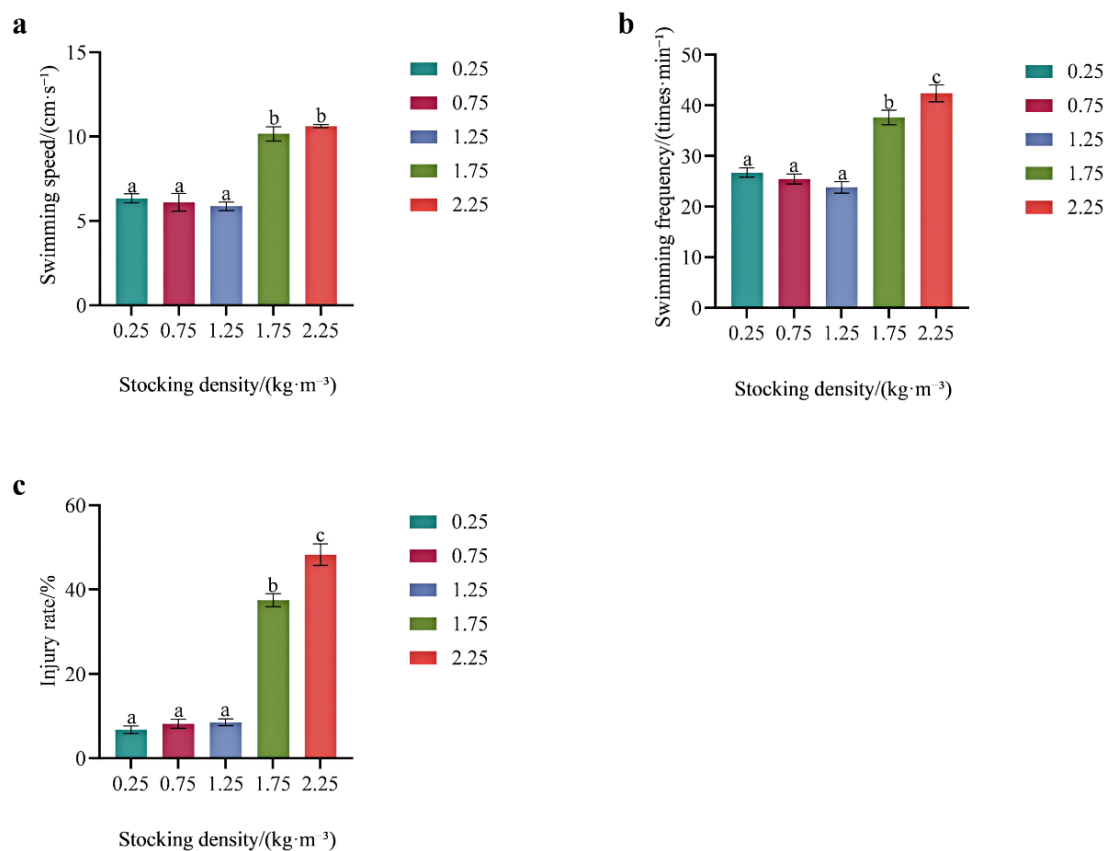 a
Swimming speed/(cm·s⁻¹)
15
10
5
0
a
a
a
b
b
0.25
0.75
1.25
1.75
2.25
Stocking density/(kg·m⁻³)
0.25
0.75
1.25
1.75
2.25
b
Swimming frequency/(times·min⁻¹)
50
40
30
20
10
0
a
a
a
b
c
0.25
0.75
1.25
1.75
2.25
Stocking density/(kg·m⁻³)
0.25
0.75
1.25
1.75
2.25
c
Injury rate/%
60
40
20
0
a
a
a
b
c
0.25
0.75
1.25
1.75
2.25
Stocking density/(kg·m⁻³)
0.25
0.75
1.25
1.75
2.25